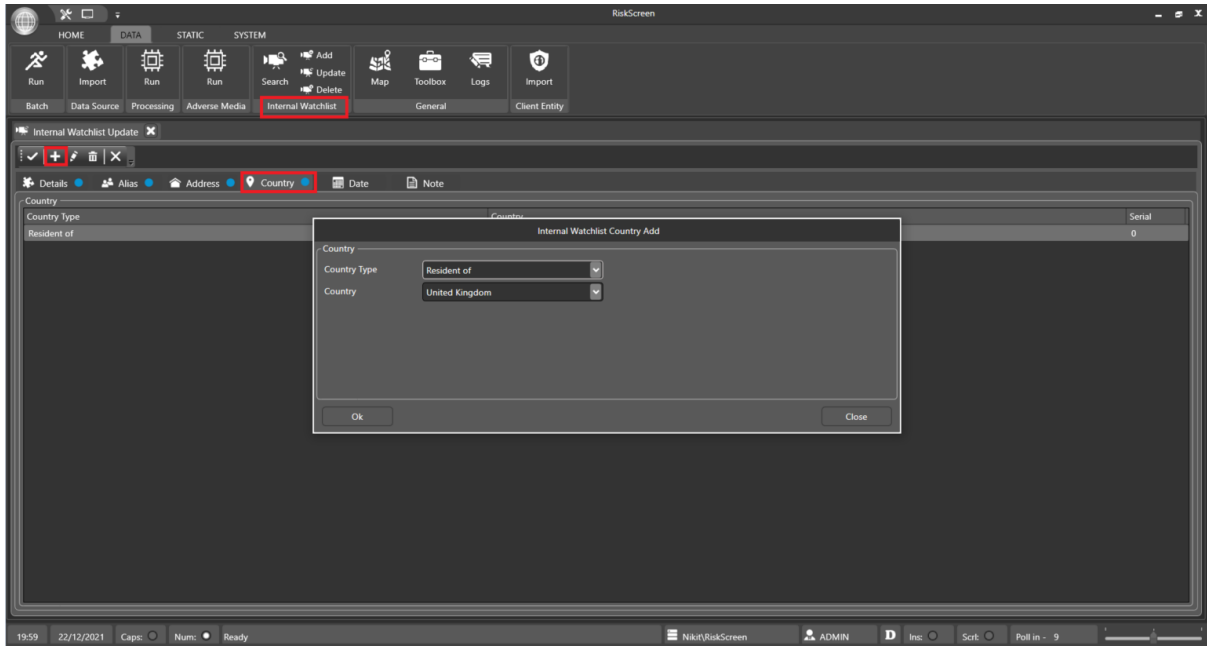 RiskScreen
HOME DATA STATIC SYSTEM
Run Import Run Run Search Add Update Delete Map Toolbox Logs Import
Batch Data Source Processing Adverse Media Internal Watchlist General Client Entity
Internal Watchlist Update
Details Alias Address Country Date Note
Country
Country Type Country Serial
Resident of 0
Internal Watchlist Country Add
Country
Country Type Resident of
Country United Kingdom
Ok Close
19:59 22/12/2021 Caps: Num: Ready Nikit\RiskScreen ADMIN D Ins: Scrl: Poll in - 9